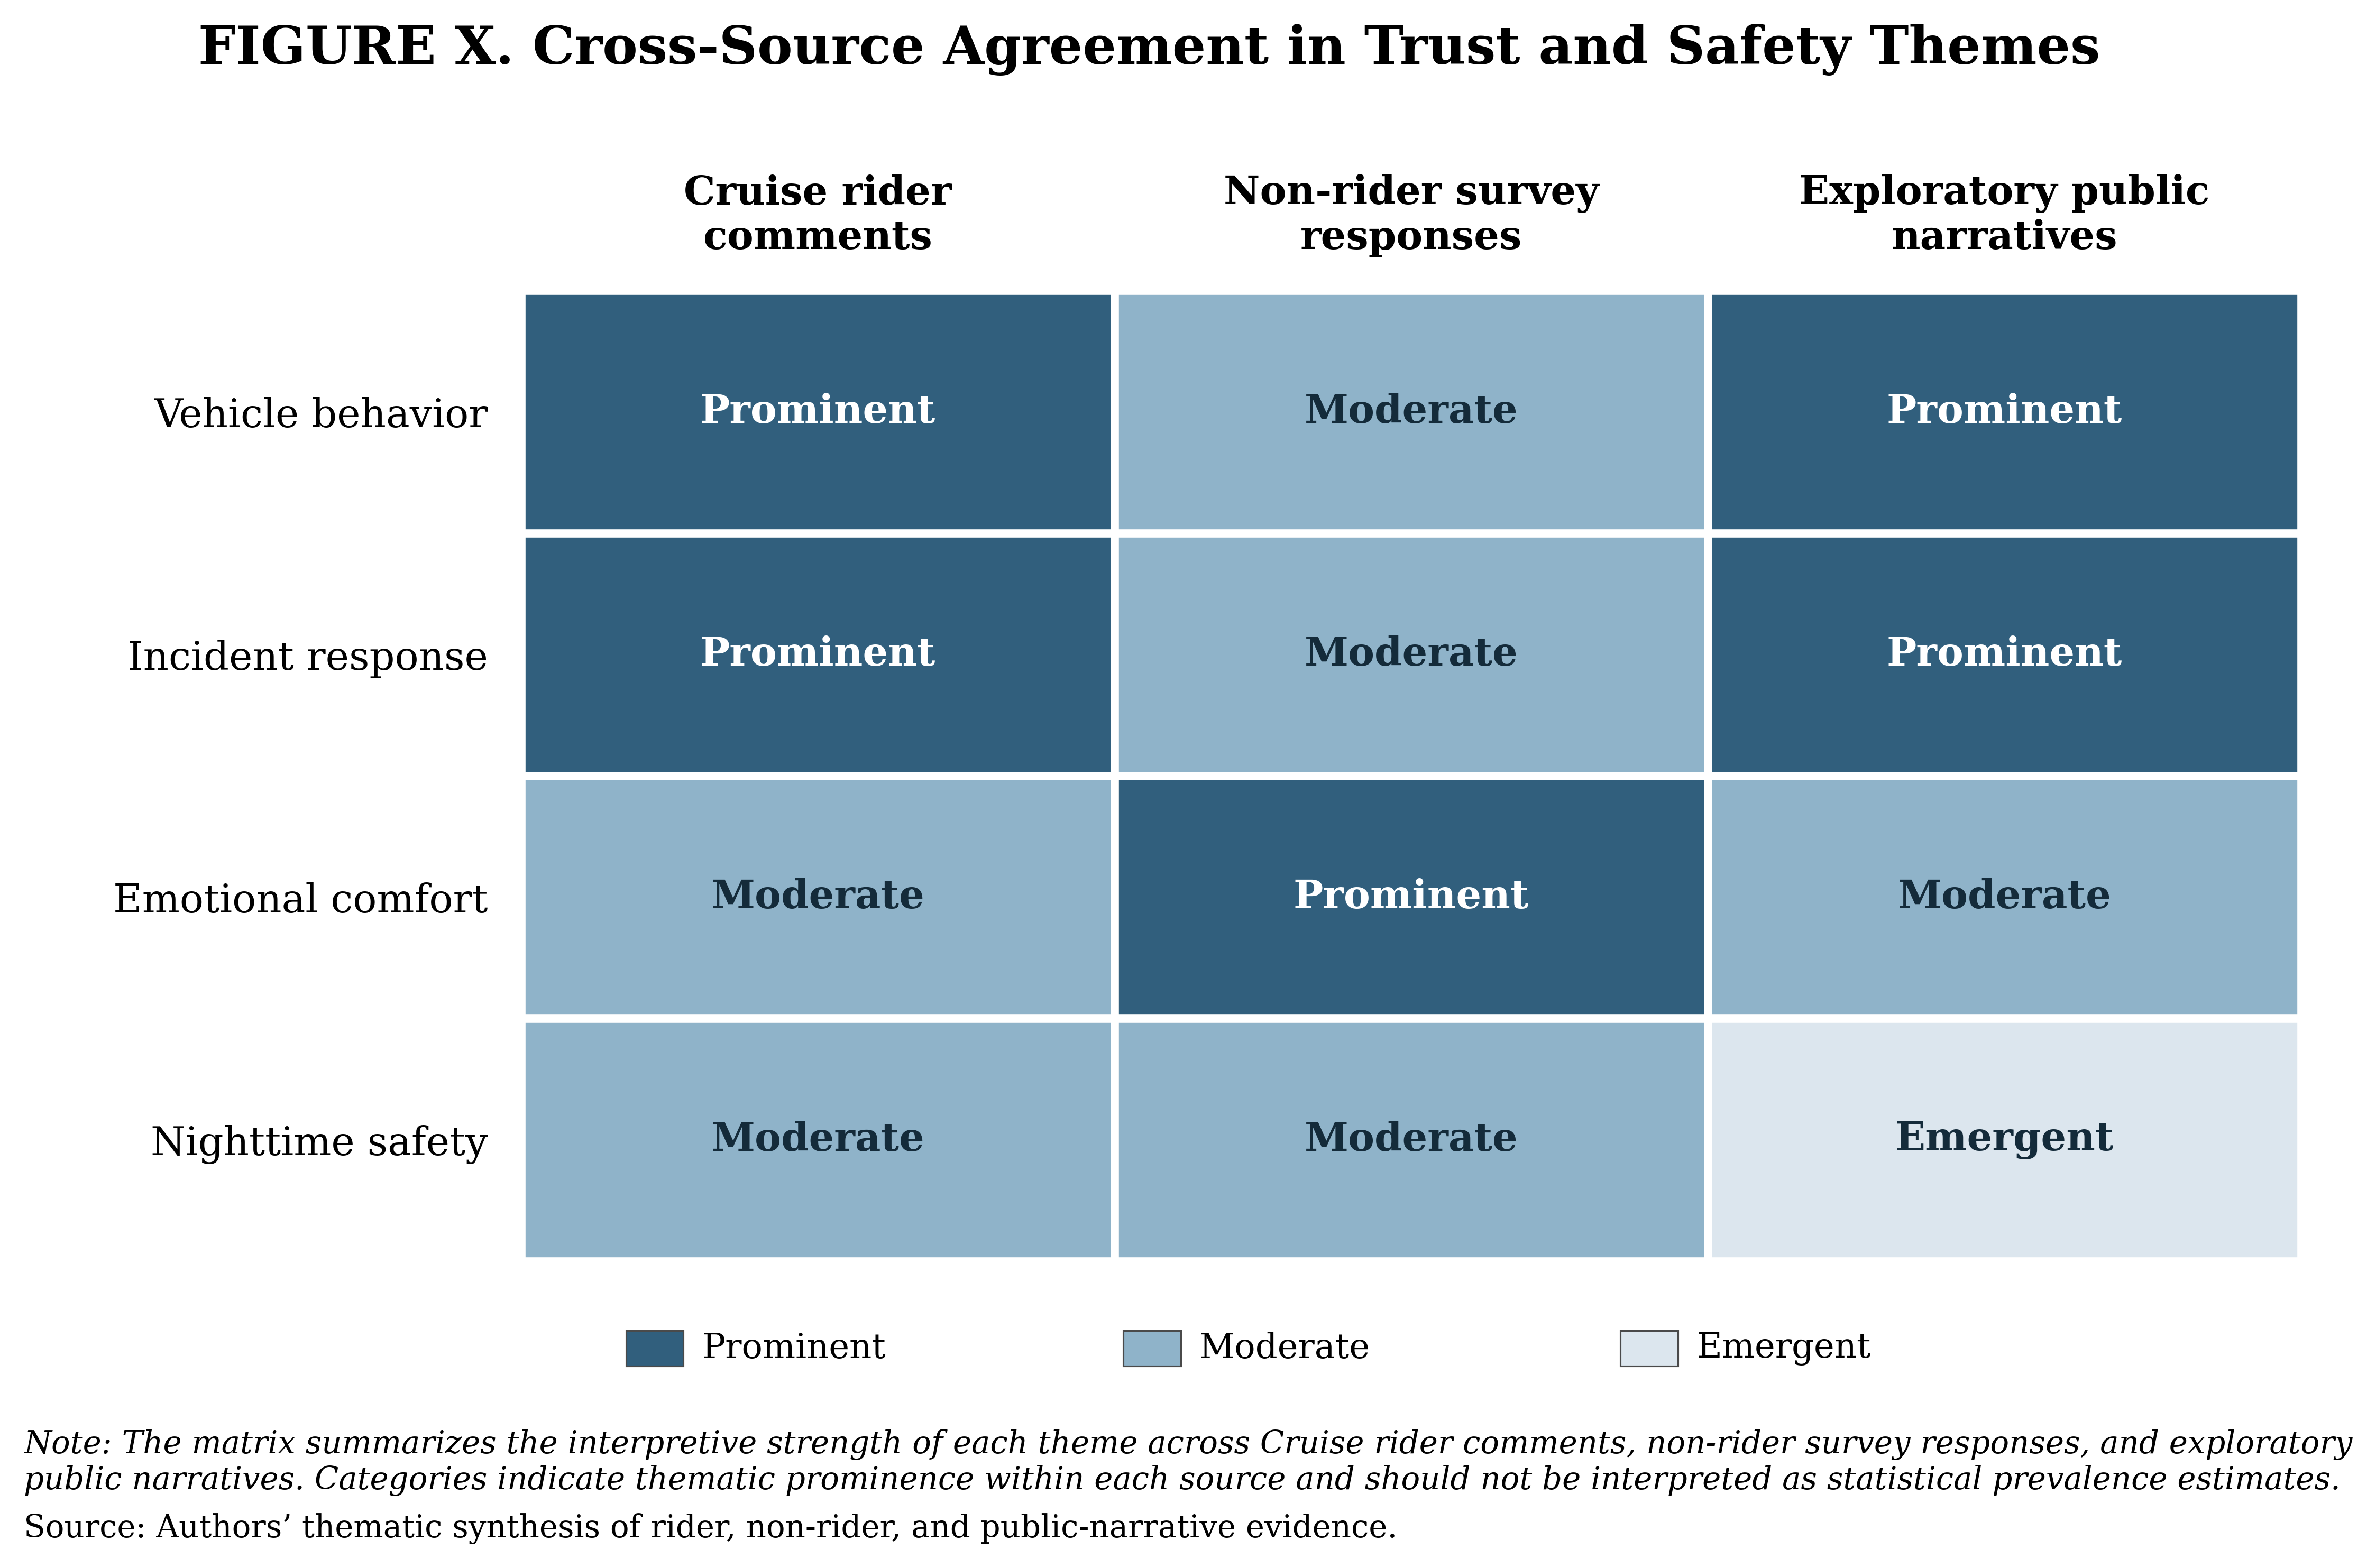 FIGURE X. Cross-Source Agreement in Trust and Safety Themes
Cruise rider
comments
Non-rider survey
responses
Exploratory public
narratives
Vehicle behavior
Prominent
Moderate
Prominent
Incident response
Prominent
Moderate
Prominent
Emotional comfort
Moderate
Prominent
Moderate
Nighttime safety
Moderate
Moderate
Emergent
Prominent
Moderate
Emergent
Note: The matrix summarizes the interpretive strength of each theme across Cruise rider comments, non-rider survey responses, and exploratory
public narratives. Categories indicate thematic prominence within each source and should not be interpreted as statistical prevalence estimates.
Source: Authors’ thematic synthesis of rider, non-rider, and public-narrative evidence.